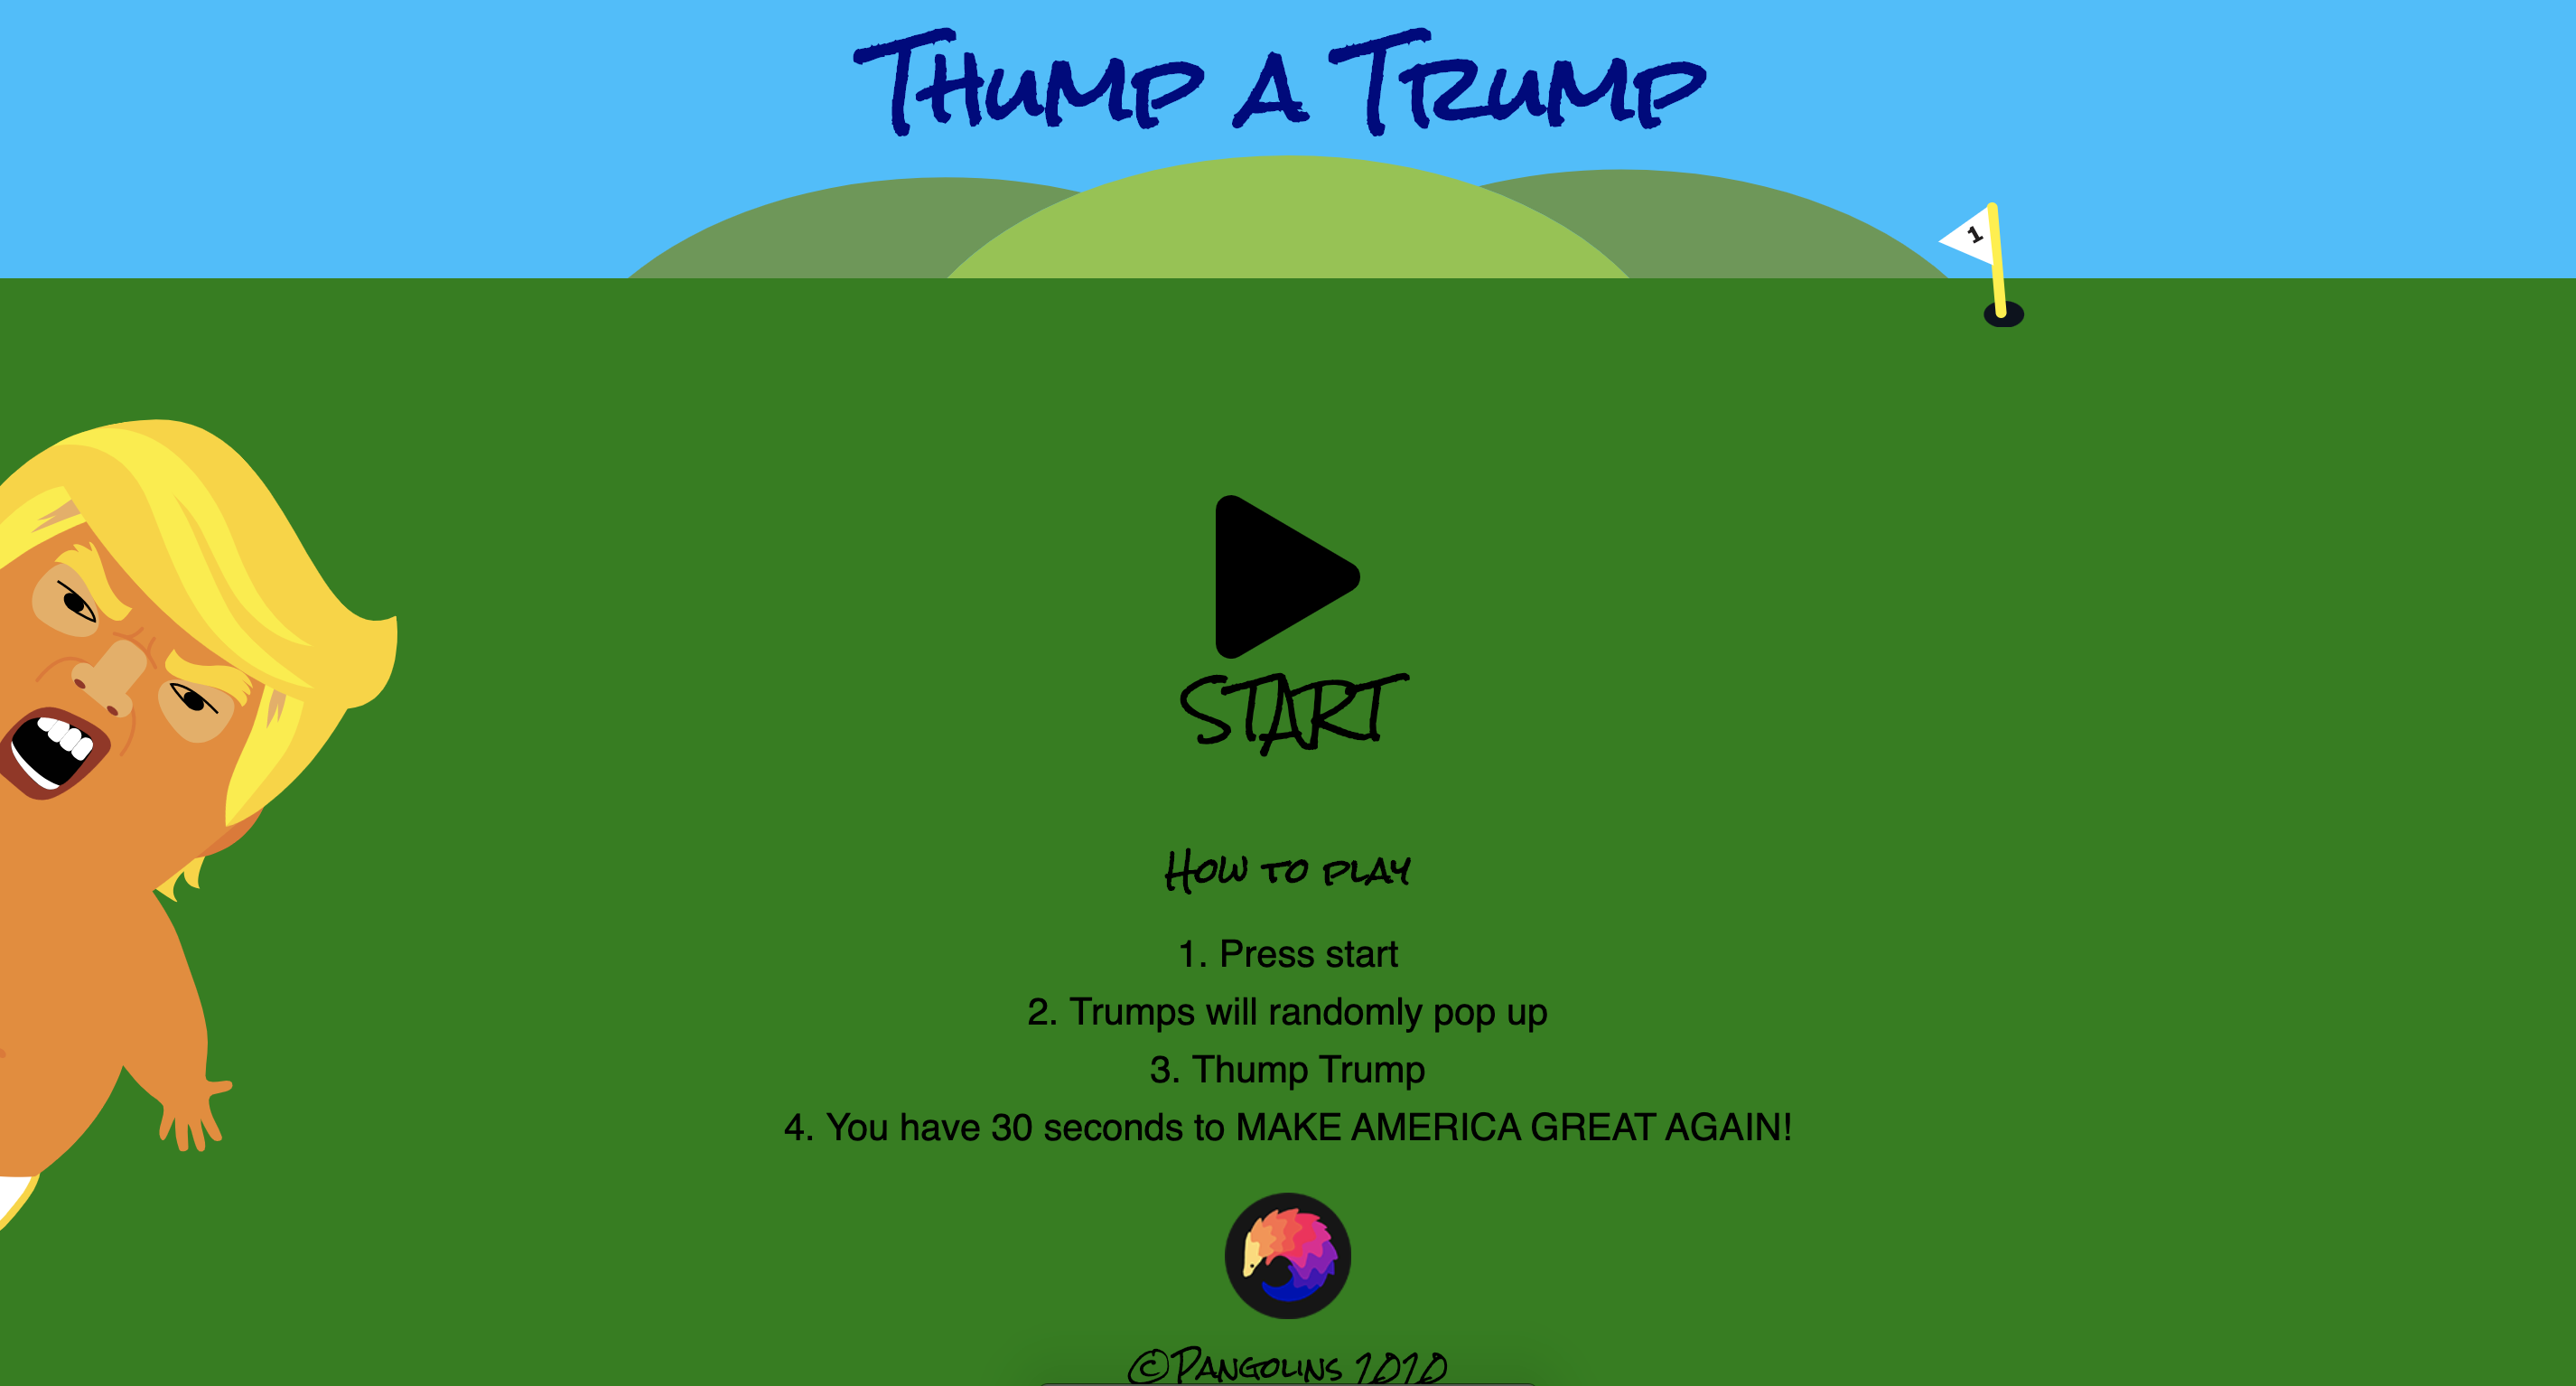 Thump a Trump
1
START
How to play
1. Press start
2. Trumps will randomly pop up
3. Thump Trump
4. You have 30 seconds to MAKE AMERICA GREAT AGAIN!
©Pangolins 2020